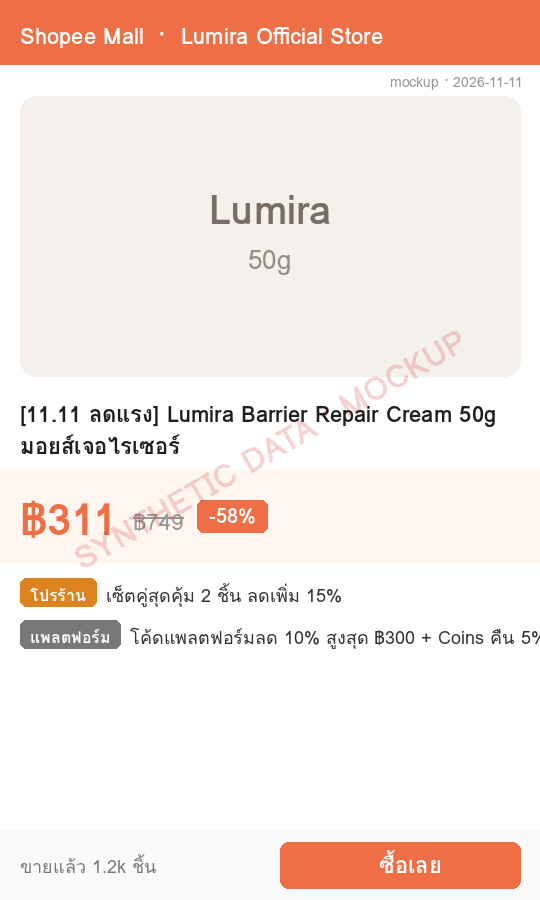 Shopee Mall · Lumira Official Store
mockup · 2026-11-11
Lumira
50g
[11.11 ลดแรง] Lumira Barrier Repair Cream 50g
มอยส์เจอไรเซอร์
฿311 ฿749 -58%
SYNTHETIC DATA · MOCKUP
โปรร้าน เซ็ตคู่สุดคุ้ม 2 ชิ้น ลดเพิ่ม 15%
แพลตฟอร์ม โค้ดแพลตฟอร์มลด 10% สูงสุด ฿300 + Coins คืน 5%
ขายแล้ว 1.2k ชิ้น ซื้อเลย